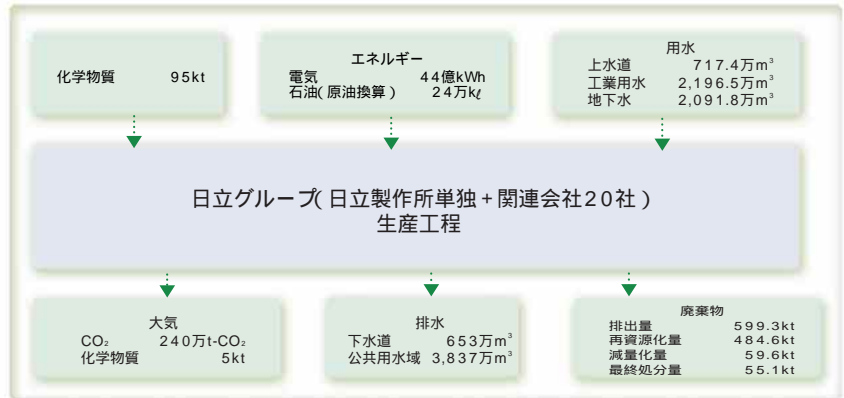 化学物質 95kt
エネルギー
電気 44億kWh
石油(原油換算) 24万kℓ
用水
上水道 717.4万m³
工業用水 2,196.5万m³
地下水 2,091.8万m³
日立グループ(日立製作所単独+関連会社20社)
生産工程
大気
CO₂ 240万t-CO₂
化学物質 5kt
排水
下水道 653万m³
公共用水域 3,837万m³
廃棄物
排出量 599.3kt
再資源化量 484.6kt
減量化量 59.6kt
最終処分量 55.1kt